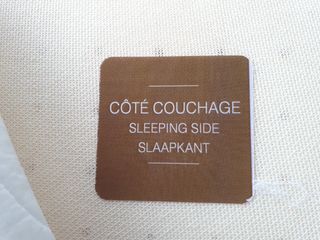 CÔTÉ COUCHAGE
SLEEPING SIDE
SLAAPKANT